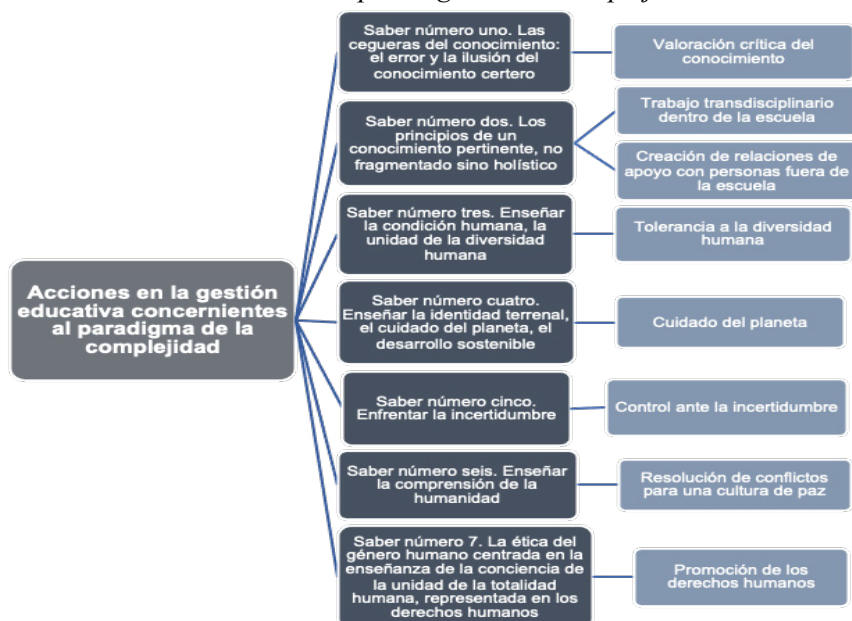 Saber número uno. Las
cegueras del conocimiento:
el error y la ilusión del
conocimiento certero
Valoración crítica del
conocimiento
Saber número dos. Los
principios de un
conocimiento pertinente, no
fragmentado sino holístico
Trabajo transdisciplinario
dentro de la escuela
Creación de relaciones de
apoyo con personas fuera de
la escuela
Saber número tres. Enseñar
la condición humana, la
unidad de la diversidad
humana
Tolerancia a la diversidad
humana
Acciones en la gestión
educativa concernientes
al paradigma de la
complejidad
Saber número cuatro.
Enseñar la identidad terrenal,
el cuidado del planeta, el
desarrollo sostenible
Cuidado del planeta
Saber número cinco.
Enfrentar la incertidumbre
Control ante la incertidumbre
Saber número seis. Enseñar
la comprensión de la
humanidad
Resolución de conflictos
para una cultura de paz
Saber número 7. La ética del
género humano centrada en la
enseñanza de la conciencia de
la unidad de la totalidad
humana, representada en los
derechos humanos
Promoción de los
derechos humanos